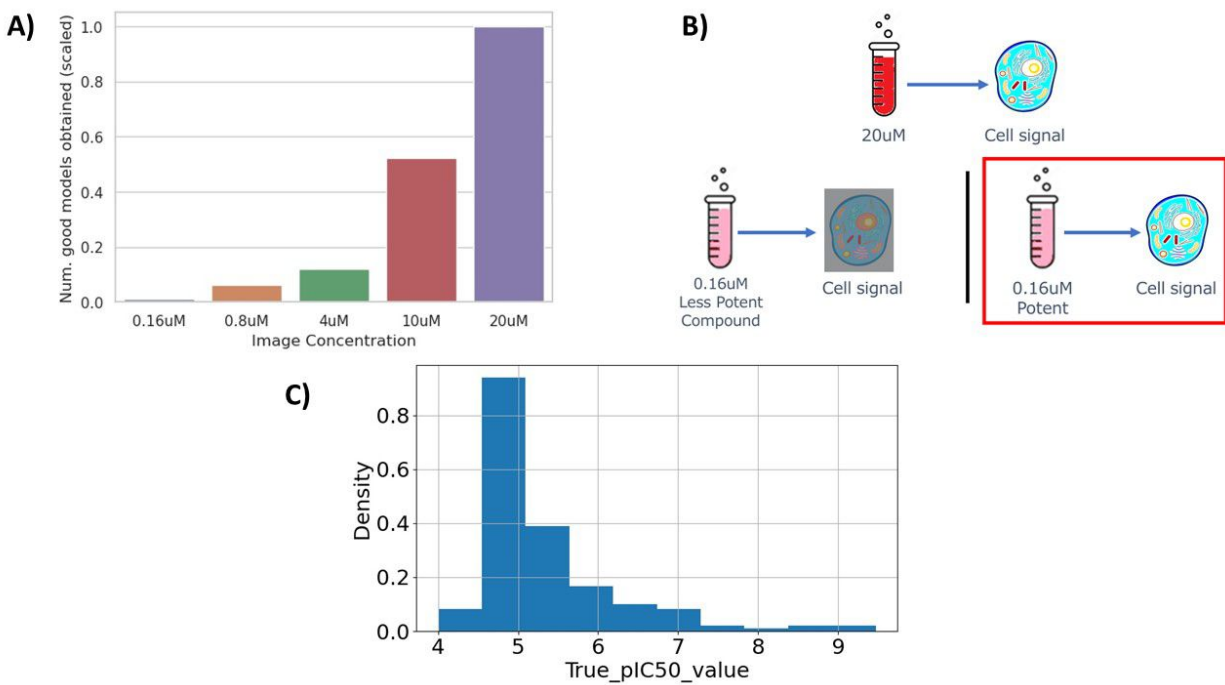 A)
Num. good models obtained (scaled)
1.0
0.8
0.6
0.4
0.2
0.0
0.16uM 0.8uM 4uM 10uM 20uM
Image Concentration
B)
20uM Cell signal
0.16uM
Less Potent
Compound
Cell signal
0.16uM
Potent
Cell signal
C)
Density
0.8
0.6
0.4
0.2
0.0
4 5 6 7 8 9
True_pIC50_value